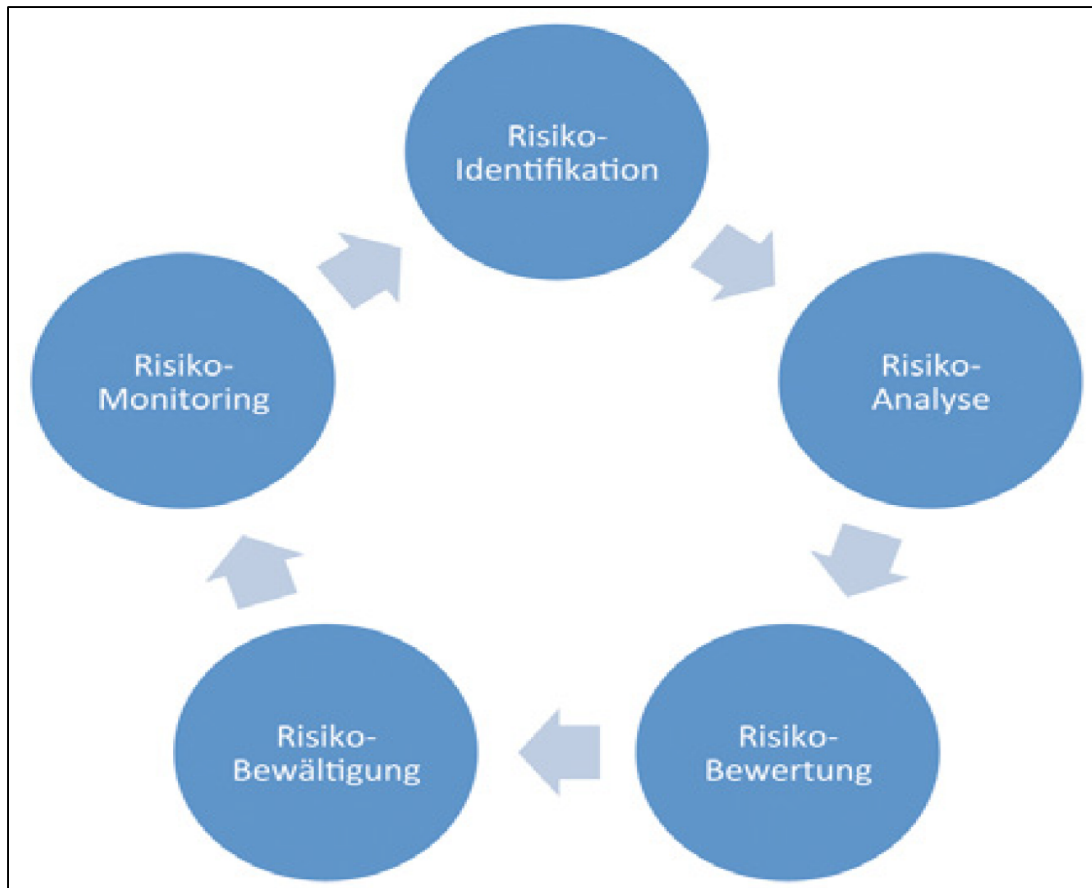 Risiko-
Identifikation
Risiko-
Analyse
Risiko-
Bewertung
Risiko-
Bewältigung
Risiko-
Monitoring